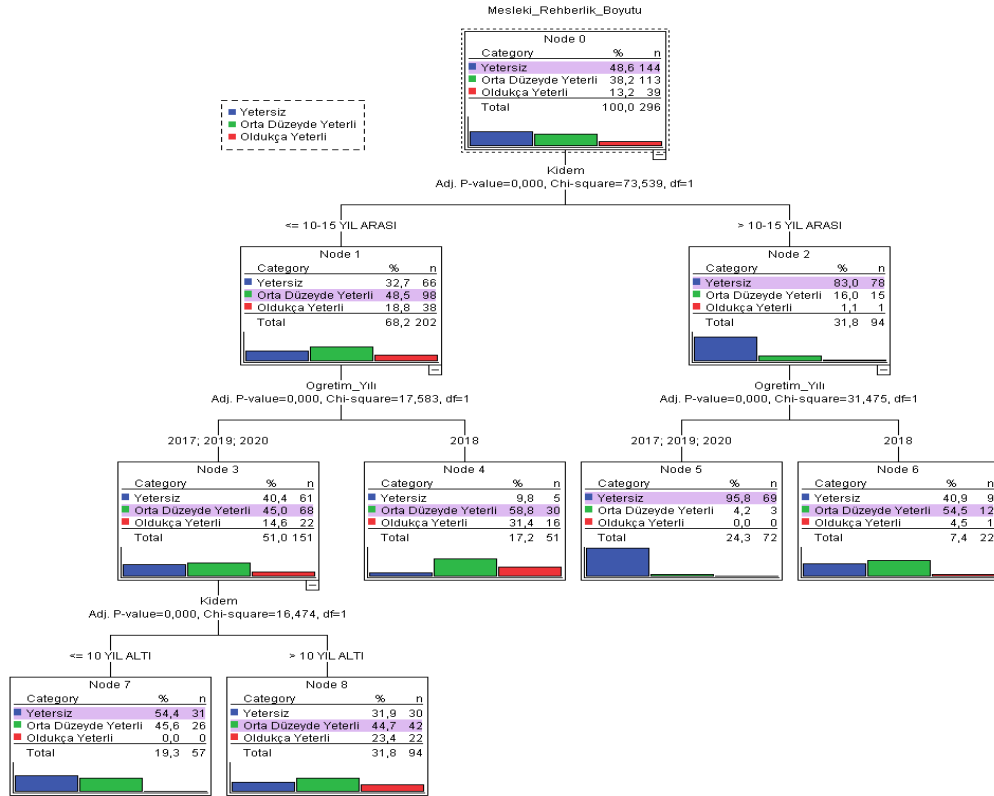 Mesleki_Rehberlik_Boyutu
Node 0
Category % n
Yetersiz 48,6 144
Orta Düzeyde Yeterli 38,2 113
Oldukça Yeterli 13,2 39
Total 100,0 296
Yetersiz
Orta Düzeyde Yeterli
Oldukça Yeterli
Kidem
Adj. P-value=0,000, Chi-square=73,539, df=1
<= 10-15 YIL ARASI
> 10-15 YIL ARASI
Node 1
Category % n
Yetersiz 32,7 66
Orta Düzeyde Yeterli 48,5 98
Oldukça Yeterli 18,8 38
Total 68,2 202
Node 2
Category % n
Yetersiz 83,0 78
Orta Düzeyde Yeterli 16,0 15
Oldukça Yeterli 1,1 1
Total 31,8 94
Ogretim_Yılı
Adj. P-value=0,000, Chi-square=17,583, df=1
Ogretim_Yılı
Adj. P-value=0,000, Chi-square=31,475, df=1
2017; 2019; 2020
2018
2017; 2019; 2020
2018
Node 3
Category % n
Yetersiz 40,4 61
Orta Düzeyde Yeterli 45,0 68
Oldukça Yeterli 14,6 22
Total 51,0 151
Node 4
Category % n
Yetersiz 9,8 5
Orta Düzeyde Yeterli 58,8 30
Oldukça Yeterli 31,4 16
Total 17,2 51
Node 5
Category % n
Yetersiz 95,8 69
Orta Düzeyde Yeterli 4,2 3
Oldukça Yeterli 0,0 0
Total 24,3 72
Node 6
Category % n
Yetersiz 40,9 9
Orta Düzeyde Yeterli 54,5 12
Oldukça Yeterli 4,5 1
Total 7,4 22
Kidem
Adj. P-value=0,000, Chi-square=16,474, df=1
<= 10 YIL ALTI
> 10 YIL ALTI
Node 7
Category % n
Yetersiz 54,4 31
Orta Düzeyde Yeterli 45,6 26
Oldukça Yeterli 0,0 0
Total 19,3 57
Node 8
Category % n
Yetersiz 31,9 30
Orta Düzeyde Yeterli 44,7 42
Oldukça Yeterli 23,4 22
Total 31,8 94